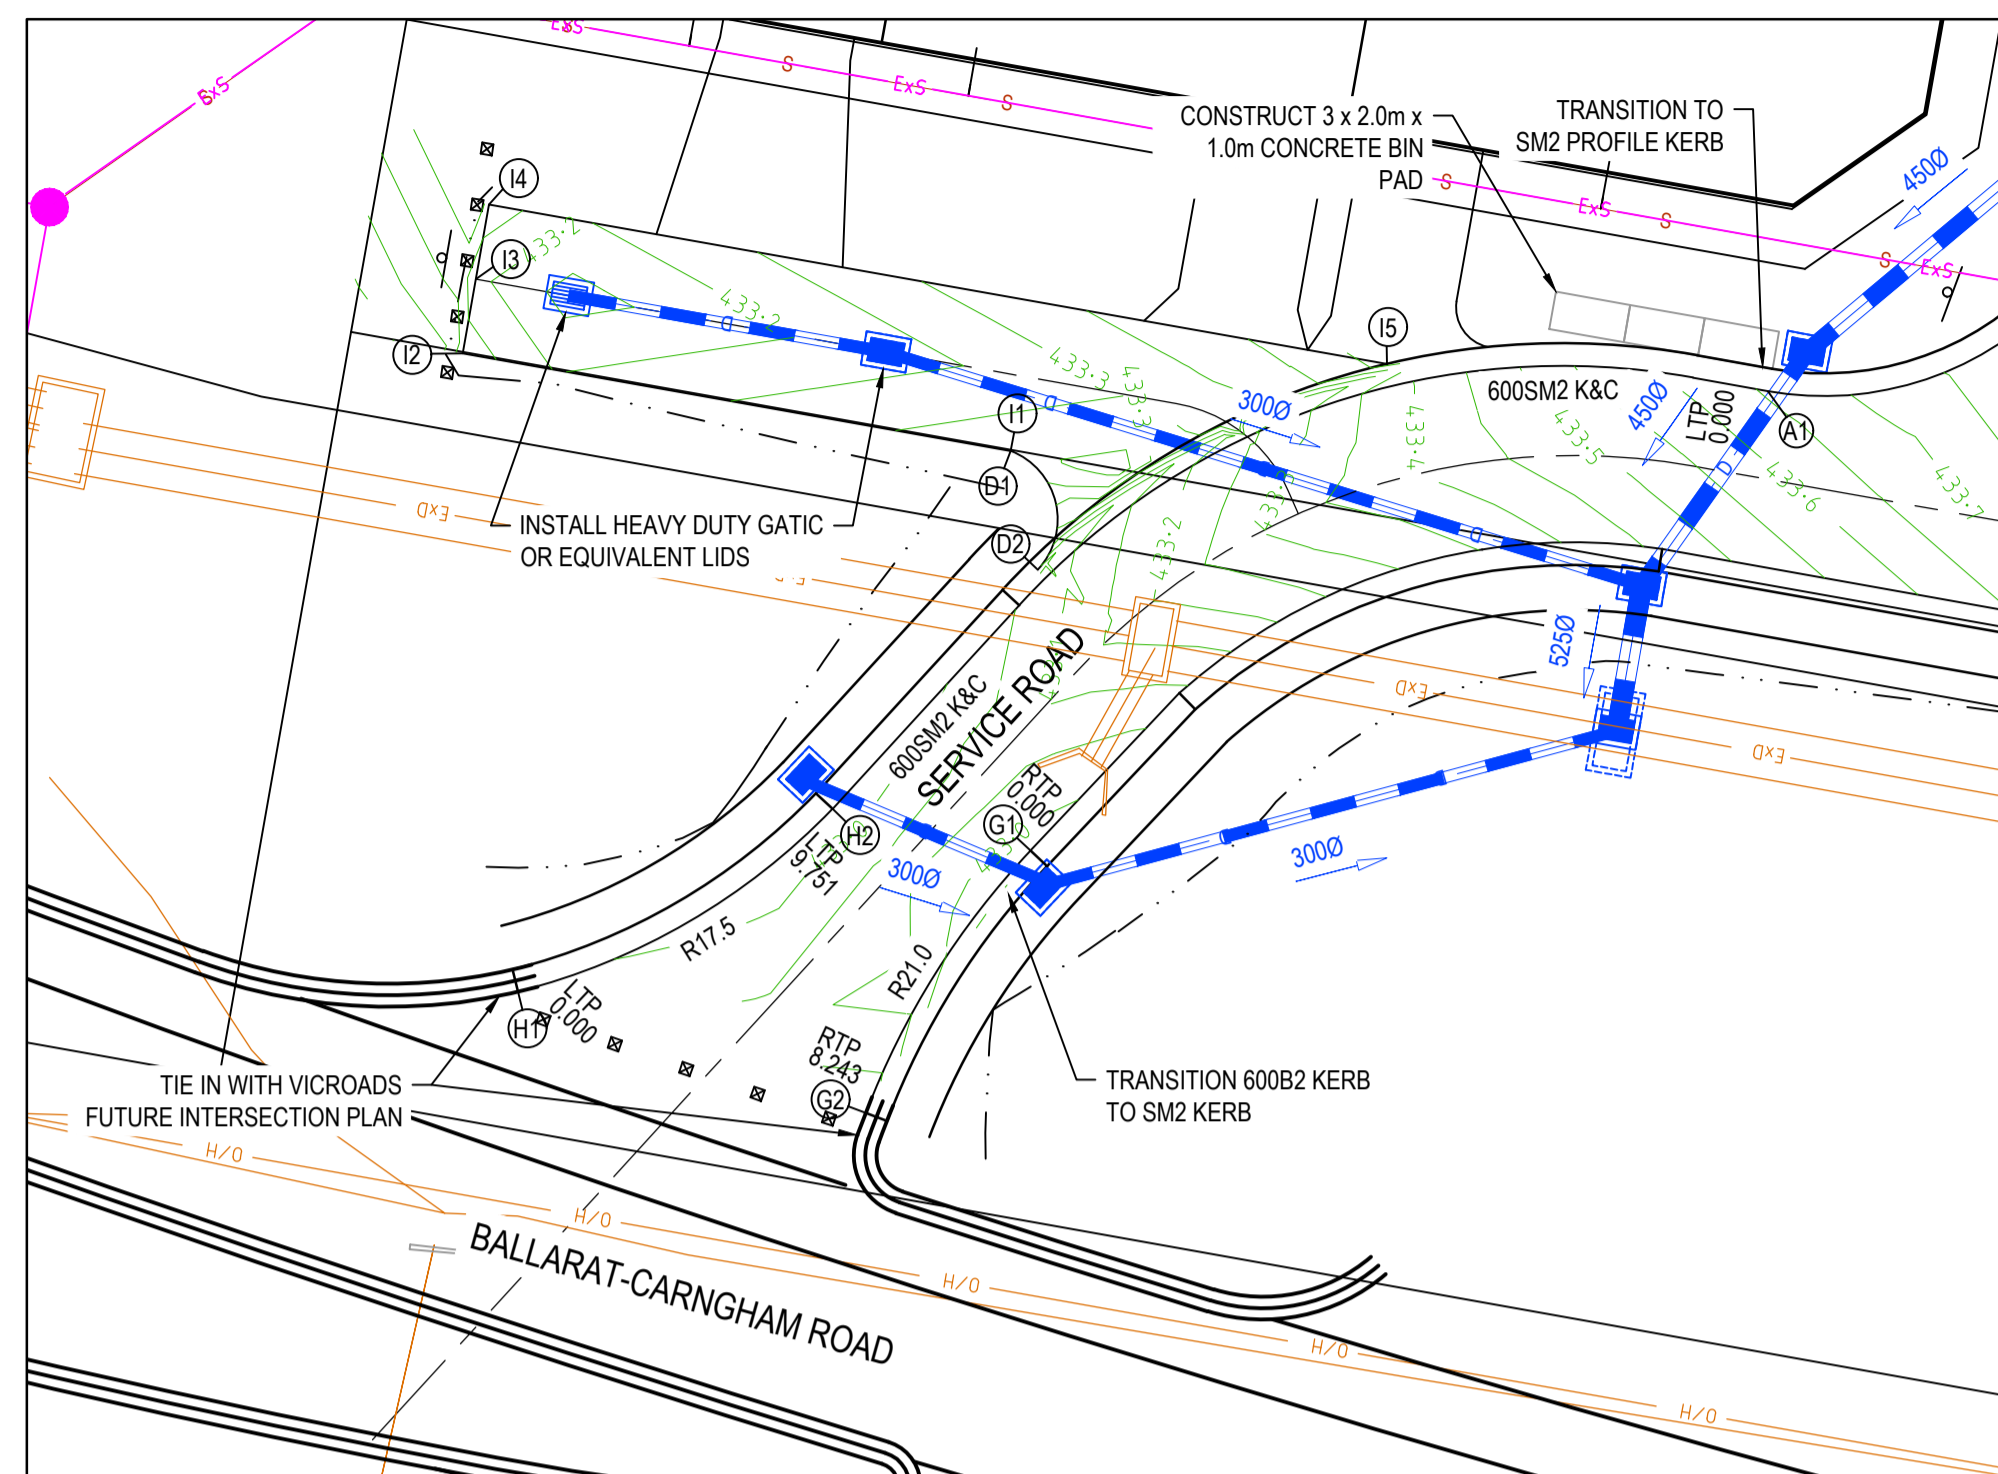 ExS
S
S
ExS
S
ExS
S
CONSTRUCT 3 x 2.0m x
1.0m CONCRETE BIN
PAD
TRANSITION TO
SM2 PROFILE KERB
450Ø
S
ExS
S
S
ExS
I4
I3
I2
433.2
433.2
D
433.3
433.3
I5
300Ø
600SM2 K&C
433.4
433.5
450Ø
LTP
0.000
A1
D
433.6
433.7
I1
D
D1
D2
ExD
INSTALL HEAVY DUTY GATIC
OR EQUIVALENT LIDS
433.2
D
525Ø
ExD
ExD
600SM2 K&C
SERVICE ROAD
RTP
0.000
G1
H2
LTP
9.751
300Ø
300Ø
R17.5
R21.0
LTP
0.000
H1
RTP
8.243
G2
TIE IN WITH VICROADS
FUTURE INTERSECTION PLAN
TRANSITION 600B2 KERB
TO SM2 KERB
H/O
H/O
BALLARAT-CARNGHAM ROAD
H/O
H/O
H/O